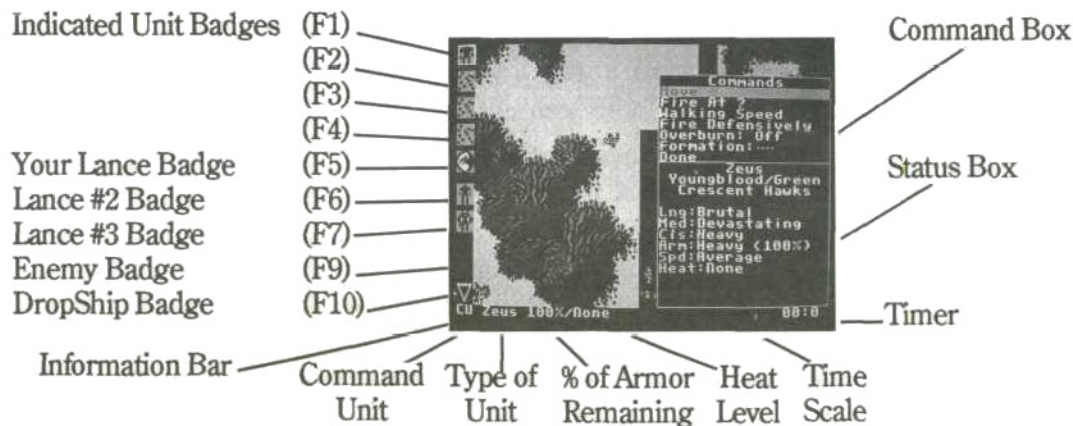 Indicated Unit Badges (F1)
(F2)
(F3)
(F4)
Your Lance Badge (F5)
Lance #2 Badge (F6)
Lance #3 Badge (F7)
Enemy Badge (F9)
DropShip Badge (F10)
Information Bar
Command Unit
Type of Unit
% of Armor Remaining
Heat Level
Time Scale
Command Box
Status Box
Timer
Commands
Move
Fire At ?
Walking Speed
Fire Defensively
Overburn: Off
Formation:....
Done
Zeus
Youngblood/Green
Crescent Hawks
Lng:Brutal
Med:Devastating
Cls:Heavy
Arm:Heavy (100%)
Spd:Average
Heat:None
CU Zeus 100%/None
00:0